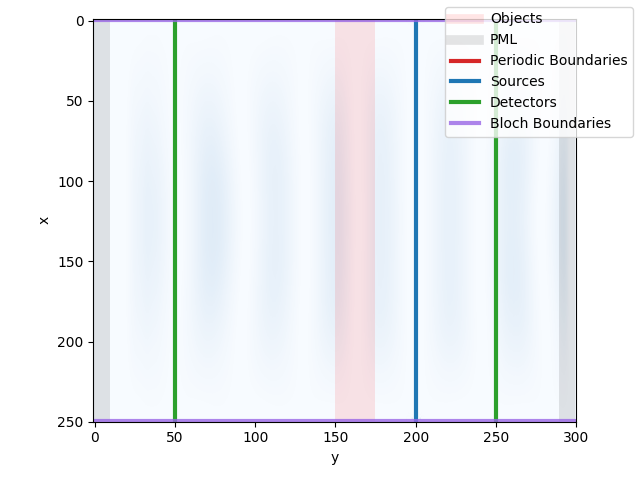 Objects
PML
Periodic Boundaries
Sources
Detectors
Bloch Boundaries
0
50
100
150
200
250
x
0 50 100 150 200 250 300
y